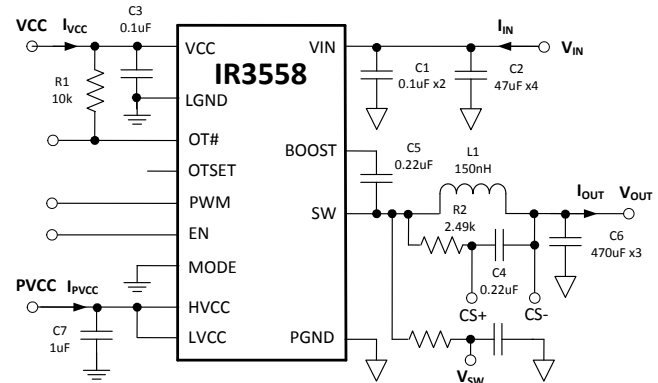 VCC
IVCC
C3
0.1uF
R1
10k
VCC
IR3558
VIN
LGND
OT#
OTSET
PWM
EN
MODE
HVCC
LVCC
BOOST
SW
PGND
IIN
VIN
C1
0.1uF x2
C2
47uF x4
C5
0.22uF
L1
150nH
IOUT
VOUT
R2
2.49k
C4
0.22uF
C6
470uF x3
CS+
CS-
PVCC
IPVCC
C7
1uF
VSW